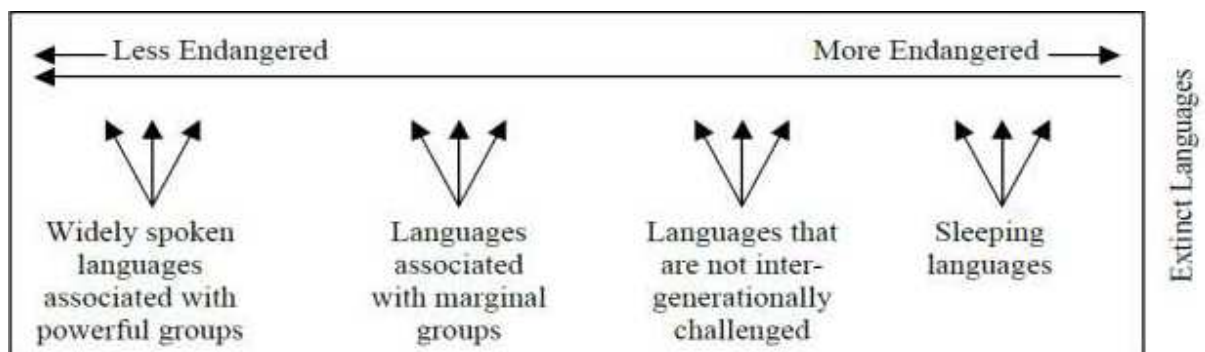 Less Endangered
More Endangered
Widely spoken
languages
associated with
powerful groups
Languages
associated
with marginal
groups
Languages that
are not inter-
generationally
challenged
Sleeping
languages
Extinct Languages